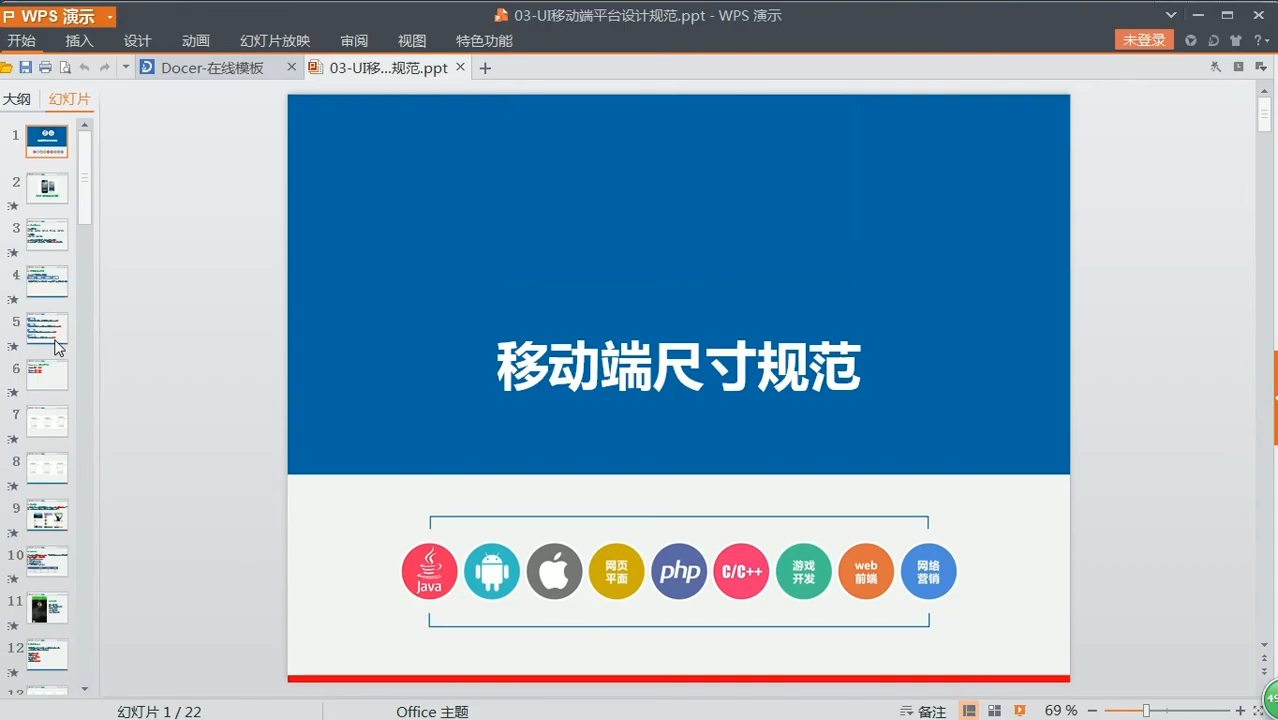 WPS 演示
03-UI移动端平台设计规范.ppt - WPS 演示
开始 插入 设计 动画 幻灯片放映 审阅 视图 特色功能 未登录
Docer-在线模板 03-UI移...规范.ppt
大纲 幻灯片
1
2
3
4
5
6
7
8
9
10
11
12
移动端尺寸规范
Java
网页
平面
php
C/C++
游戏
开发
web
前端
网络
营销
幻灯片 1 / 22 Office 主题 备注 69 %